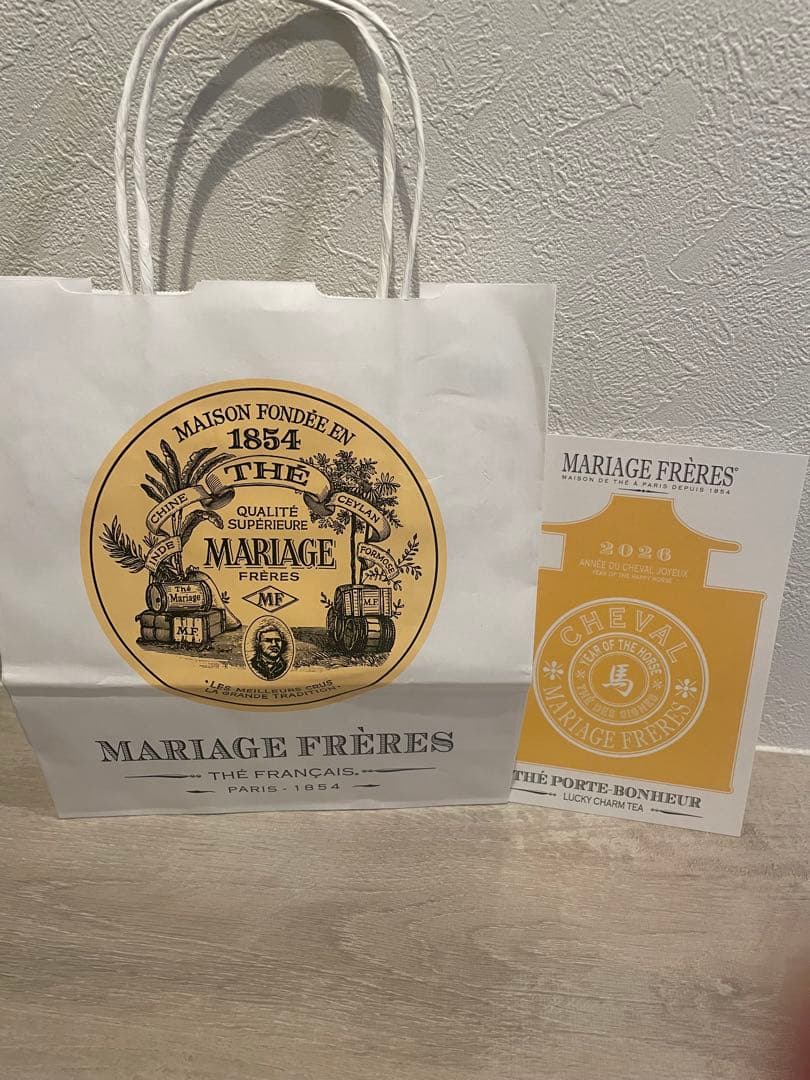 MAISON FONDÉE EN
1854
THÉ
CHINE
CEYLAN
INDE
FORMOSE
QUALITÉ
SUPÉRIEURE
MARIAGE
FRÈRES
MF
Thé
Mariage
M.F.
M.F.
•LES MEILLEURS CRUS
LA GRANDE TRADITION•
MARIAGE FRÈRES
THÉ FRANÇAIS
PARIS - 1854
MARIAGE FRÈRES
MAISON DE THÉ À PARIS DEPUIS 1854
2026
ANNÉE DU CHEVAL JOYEUX
YEAR OF THE HAPPY HORSE
CHEVAL
YEAR OF THE HORSE
馬
THÉ DES SIGNES
MARIAGE FRÈRES
THÉ PORTE-BONHEUR
LUCKY CHARM TEA